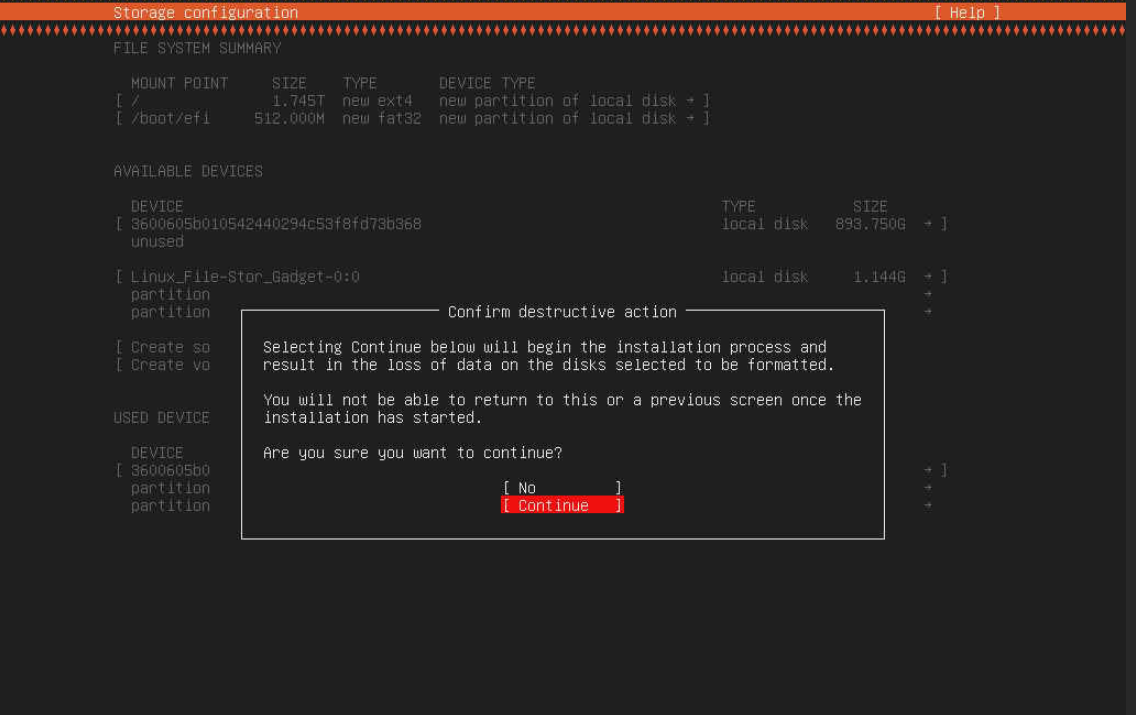 Storage configuration [ Help ]
FILE SYSTEM SUMMARY
MOUNT POINT SIZE TYPE DEVICE TYPE
[ / 1.745T new ext4 new partition of local disk → ]
[ /boot/efi 512.000M new fat32 new partition of local disk → ]
AVAILABLE DEVICES
DEVICE TYPE SIZE
[ 3600605b010542440294c53f8fd73b368 local disk 893.750G → ]
unused
[ Linux_File-Stor_Gadget-0:0 local disk 1.144G → ]
partition →
partition →
Confirm destructive action
[ Create so
[ Create vo
Selecting Continue below will begin the installation process and
result in the loss of data on the disks selected to be formatted.
You will not be able to return to this or a previous screen once the
installation has started.
Are you sure you want to continue?
[ No ]
[ Continue ]
USED DEVICE
DEVICE
[ 3600605b0 → ]
partition →
partition →